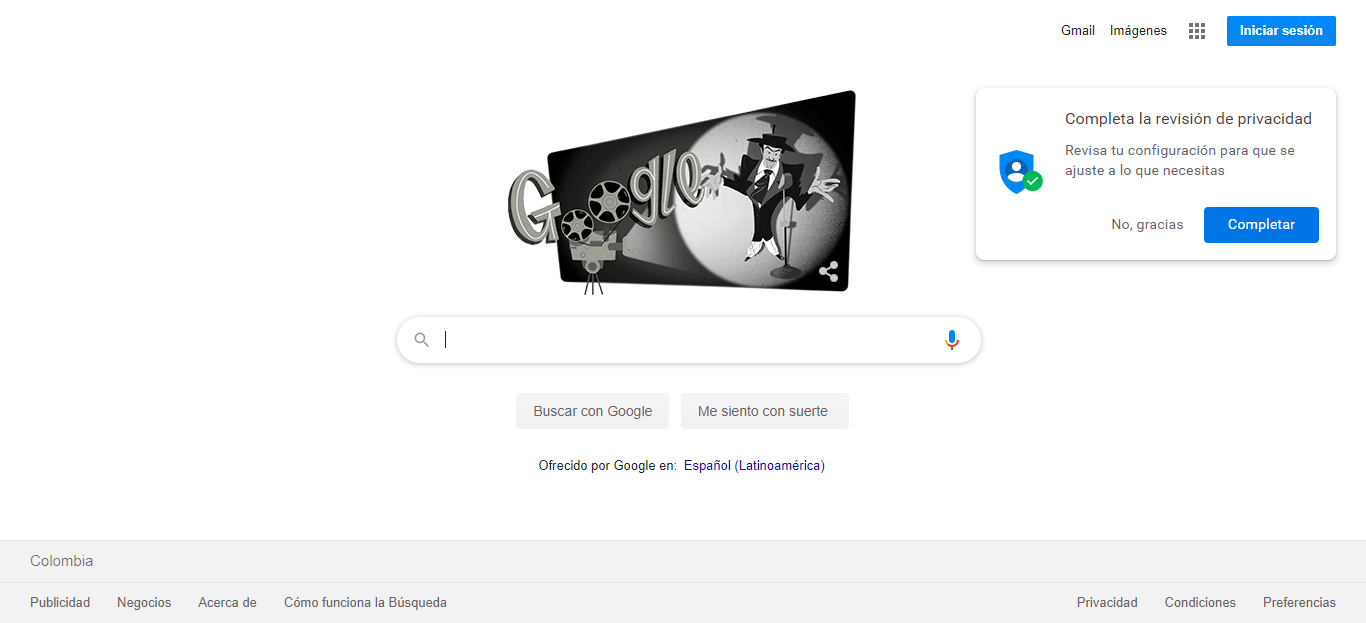 Gmail Imágenes Iniciar sesión
Google
Completa la revisión de privacidad
Revisa tu configuración para que se
ajuste a lo que necesitas
No, gracias Completar
Buscar con Google Me siento con suerte
Ofrecido por Google en: Español (Latinoamérica)
Colombia
Publicidad Negocios Acerca de Cómo funciona la Búsqueda Privacidad Condiciones Preferencias